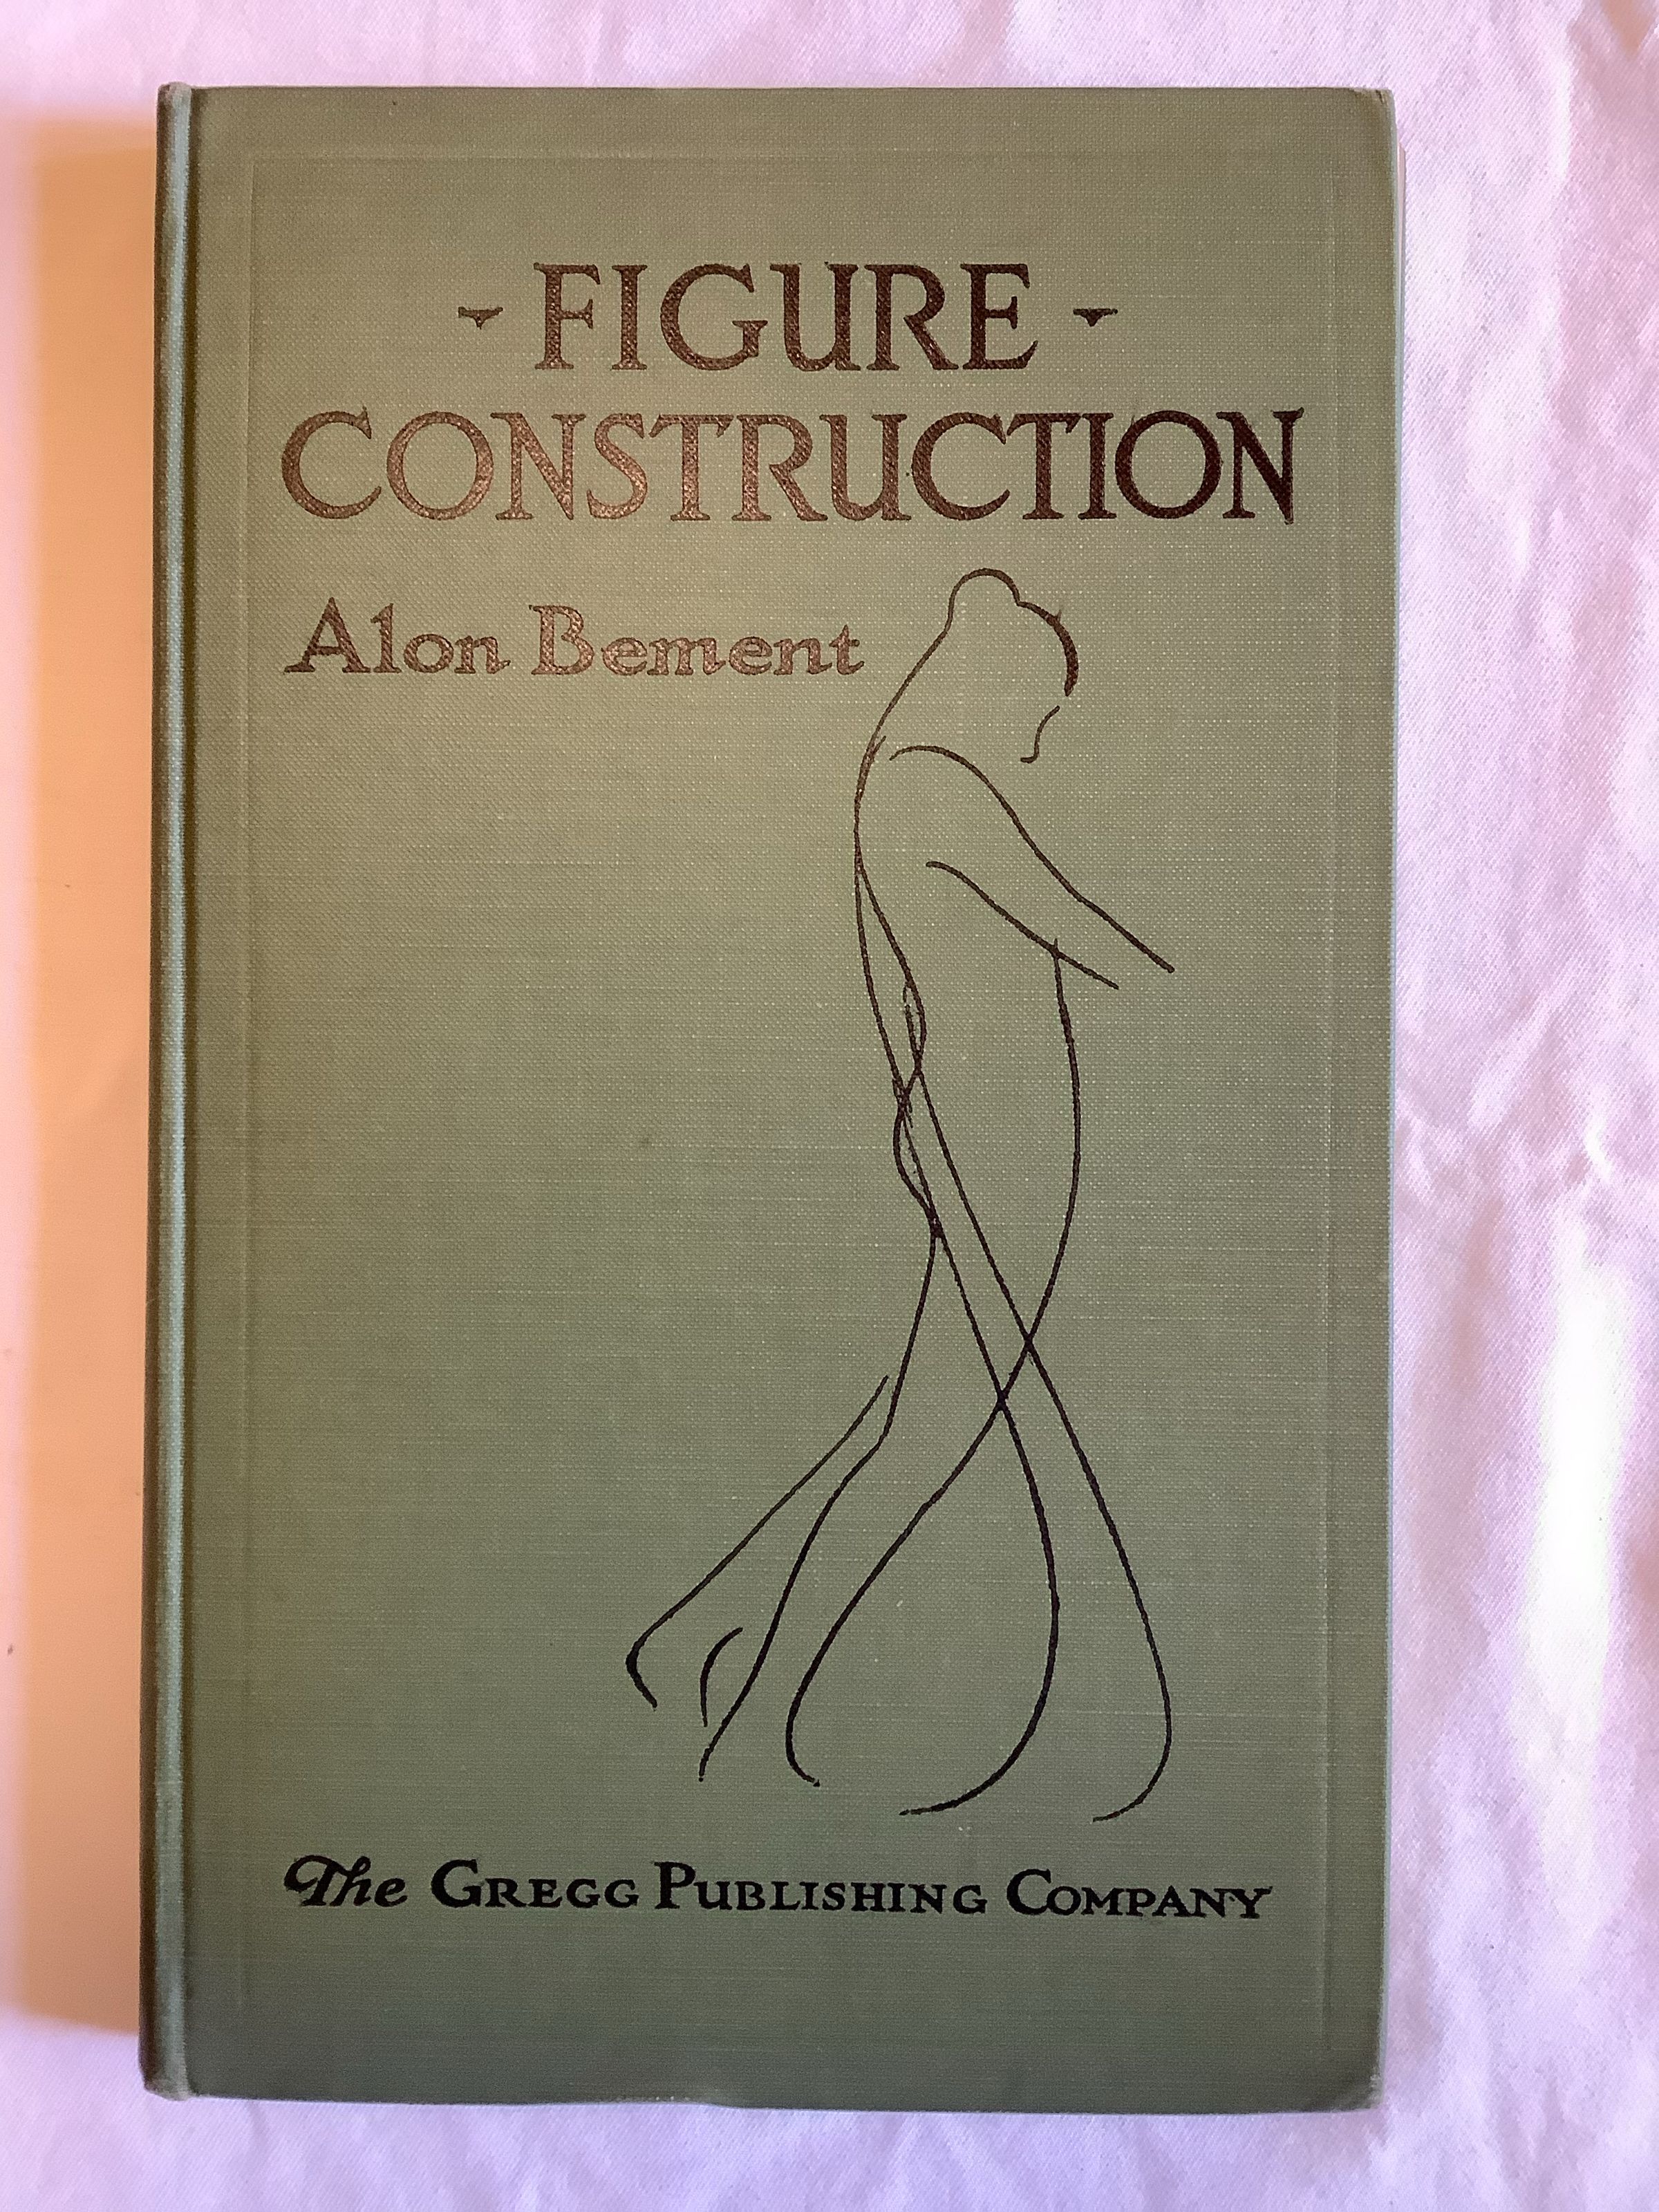 - FIGURE -
CONSTRUCTION
Alon Bement
The GREGG PUBLISHING COMPANY